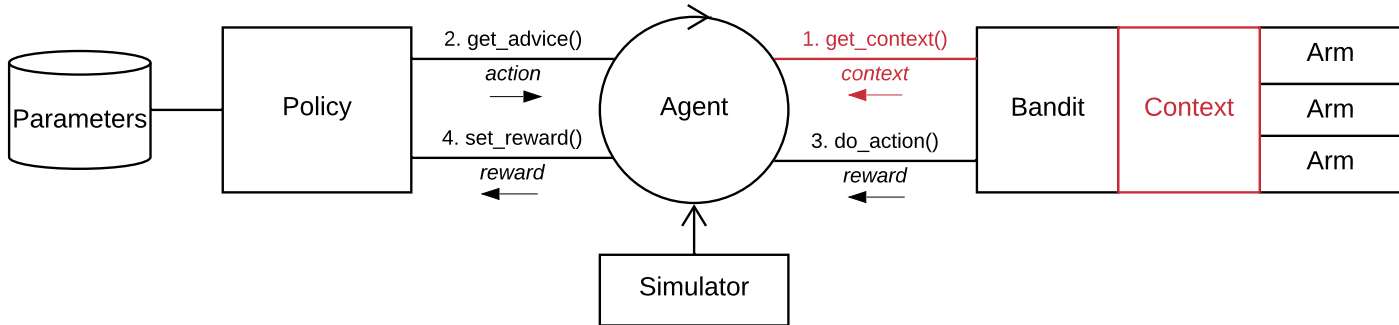 Parameters
Policy
2. get_advice()
action
4. set_reward()
reward
Agent
1. get_context()
context
3. do_action()
reward
Bandit
Context
Arm
Arm
Arm
Simulator